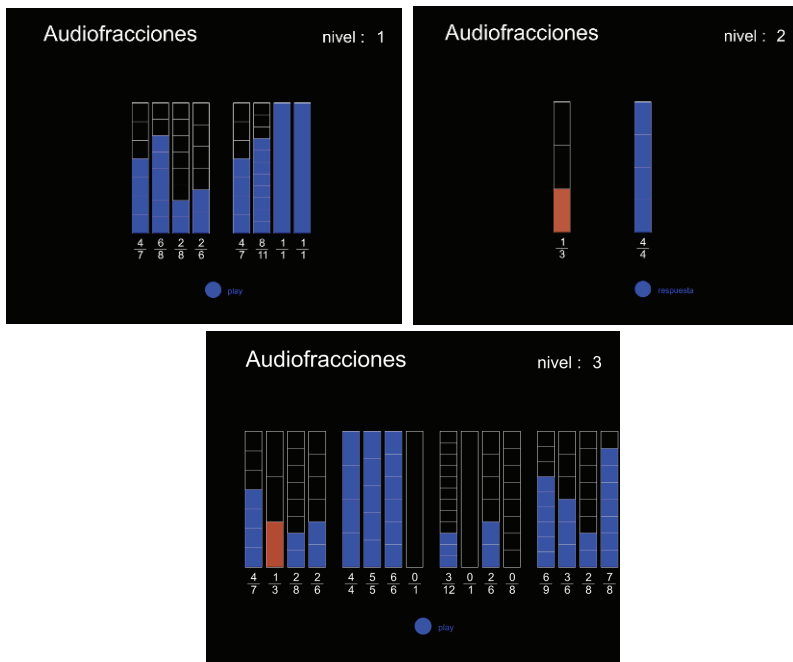 Audiofracciones
nivel : 1
4/7 6/8 2/8 2/6 4/7 8/11 1/1 1/1
play
Audiofracciones
nivel : 2
1/3 4/4
respuesta
Audiofracciones
nivel : 3
4/7 1/3 2/8 2/6 4/4 5/5 6/6 0/1 3/12 0/1 2/6 0/8 6/9 3/6 2/8 7/8
play